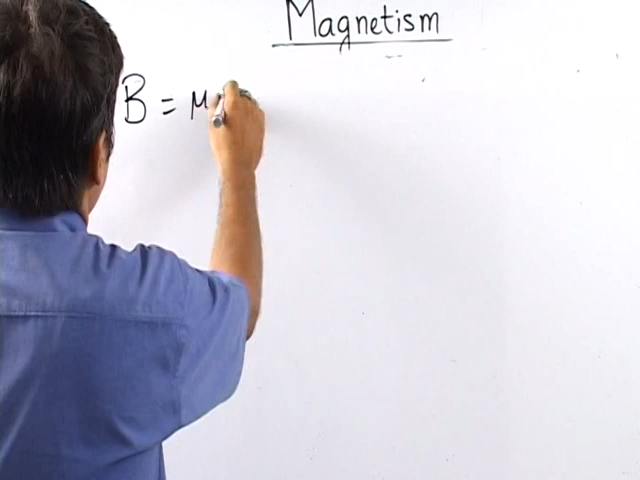 Magnetism
B = μ